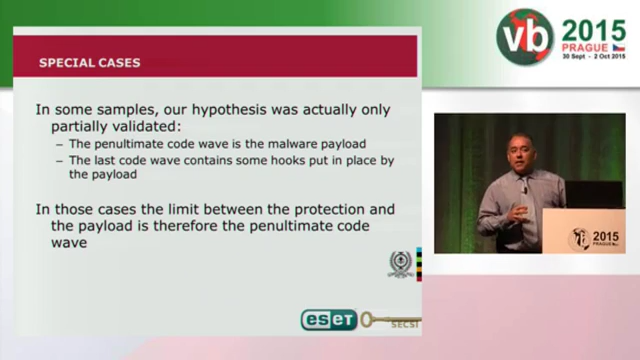 SPECIAL CASES
In some samples, our hypothesis was actually only
partially validated:
– The penultimate code wave is the malware payload
– The last code wave contains some hooks put in place by
the payload
In those cases the limit between the protection and
the payload is therefore the penultimate code
wave
eset
SECSI
vb
2015
PRAGUE
30 Sept - 2 Oct 2015
2015
PRAGUE